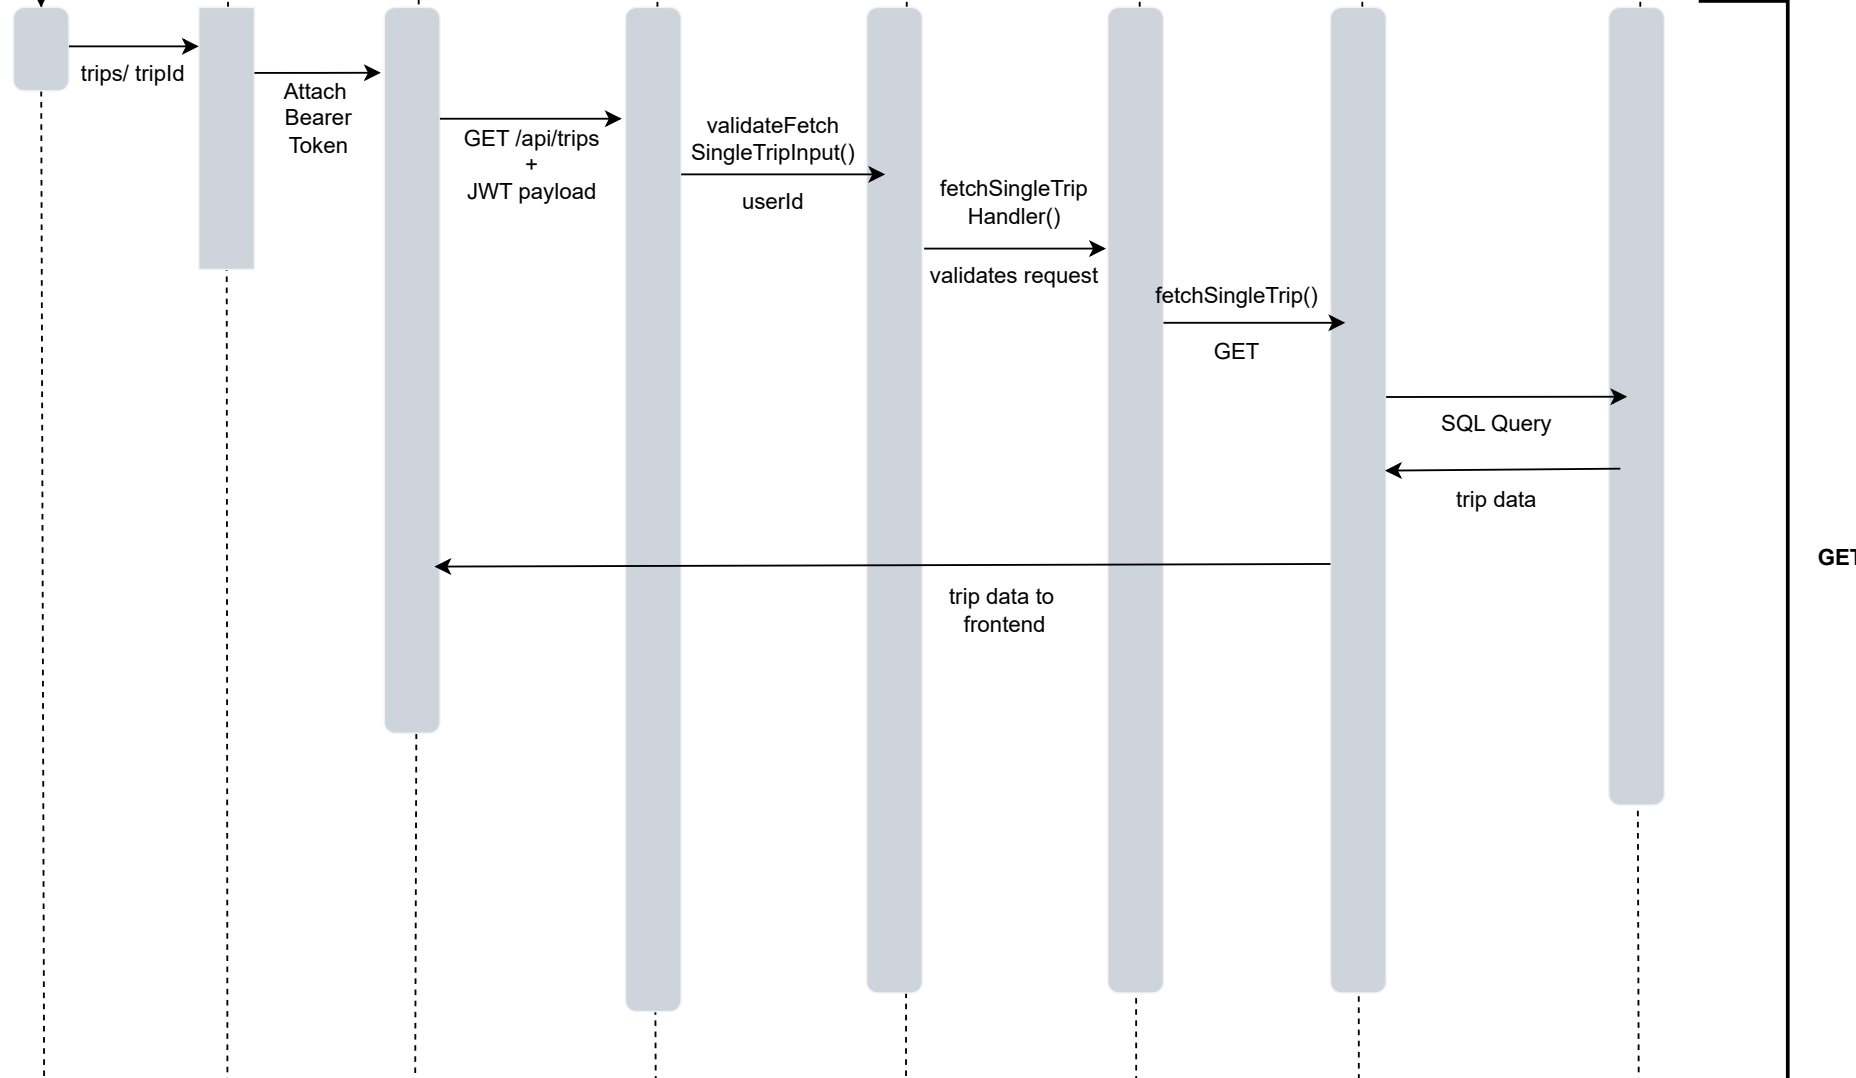 trips/ tripId
Attach
Bearer
Token
GET /api/trips
+
JWT payload
validateFetch
SingleTripInput()
userId
fetchSingleTrip
Handler()
validates request
fetchSingleTrip()
GET
SQL Query
trip data
trip data to
frontend
GET